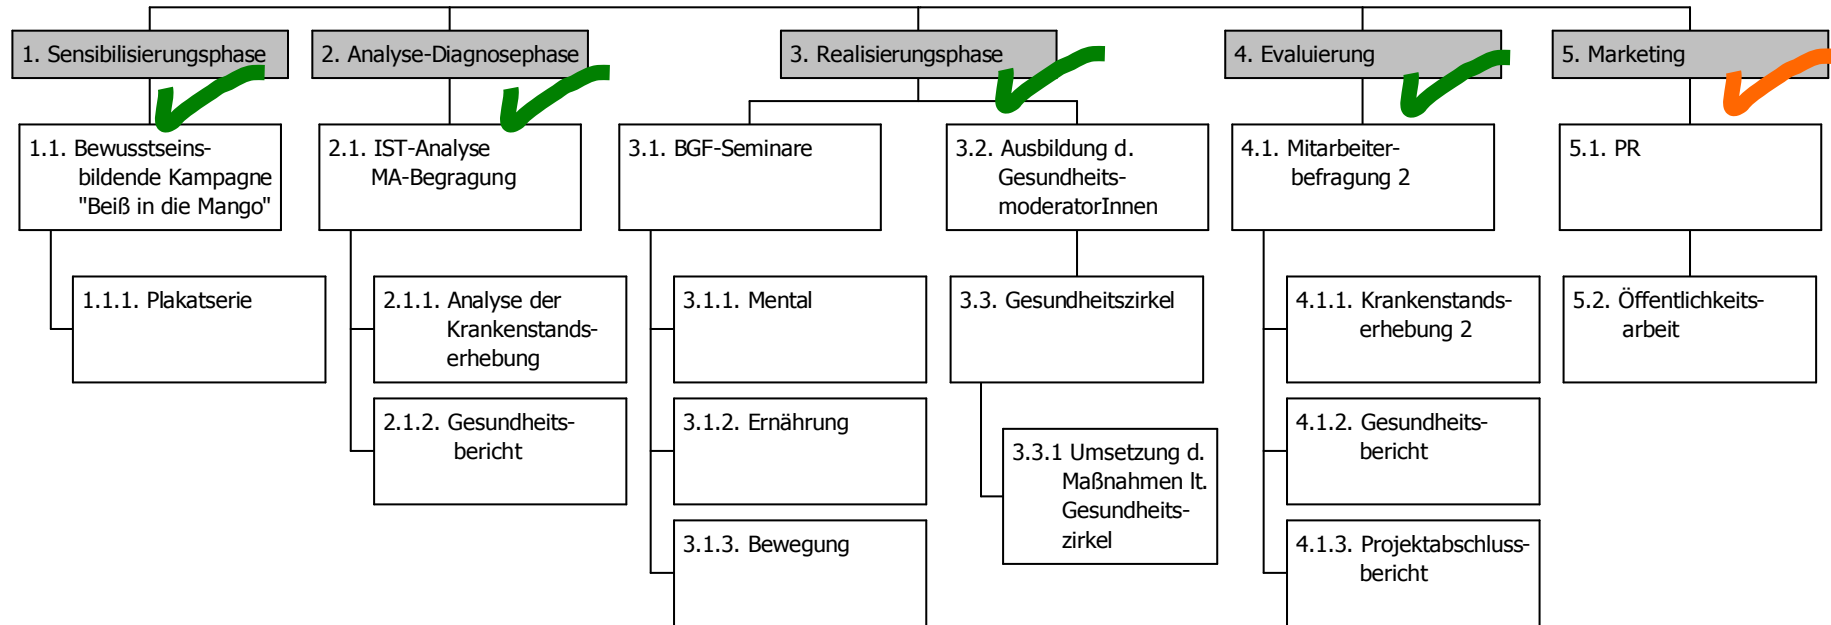 1. Sensibilisierungsphase
2. Analyse-Diagnosephase
3. Realisierungsphase
4. Evaluierung
5. Marketing
1.1. Bewusstseins-
bildende Kampagne
"Beiß in die Mango"
2.1. IST-Analyse
MA-Begragung
3.1. BGF-Seminare
3.2. Ausbildung d.
Gesundheits-
moderatorInnen
4.1. Mitarbeiter-
befragung 2
5.1. PR
1.1.1. Plakatserie
2.1.1. Analyse der
Krankenstands-
erhebung
3.1.1. Mental
3.3. Gesundheitszirkel
4.1.1. Krankenstands-
erhebung 2
5.2. Öffentlichkeits-
arbeit
2.1.2. Gesundheits-
bericht
3.1.2. Ernährung
3.3.1 Umsetzung d.
Maßnahmen lt.
Gesundheits-
zirkel
4.1.2. Gesundheits-
bericht
3.1.3. Bewegung
4.1.3. Projektabschluss-
bericht